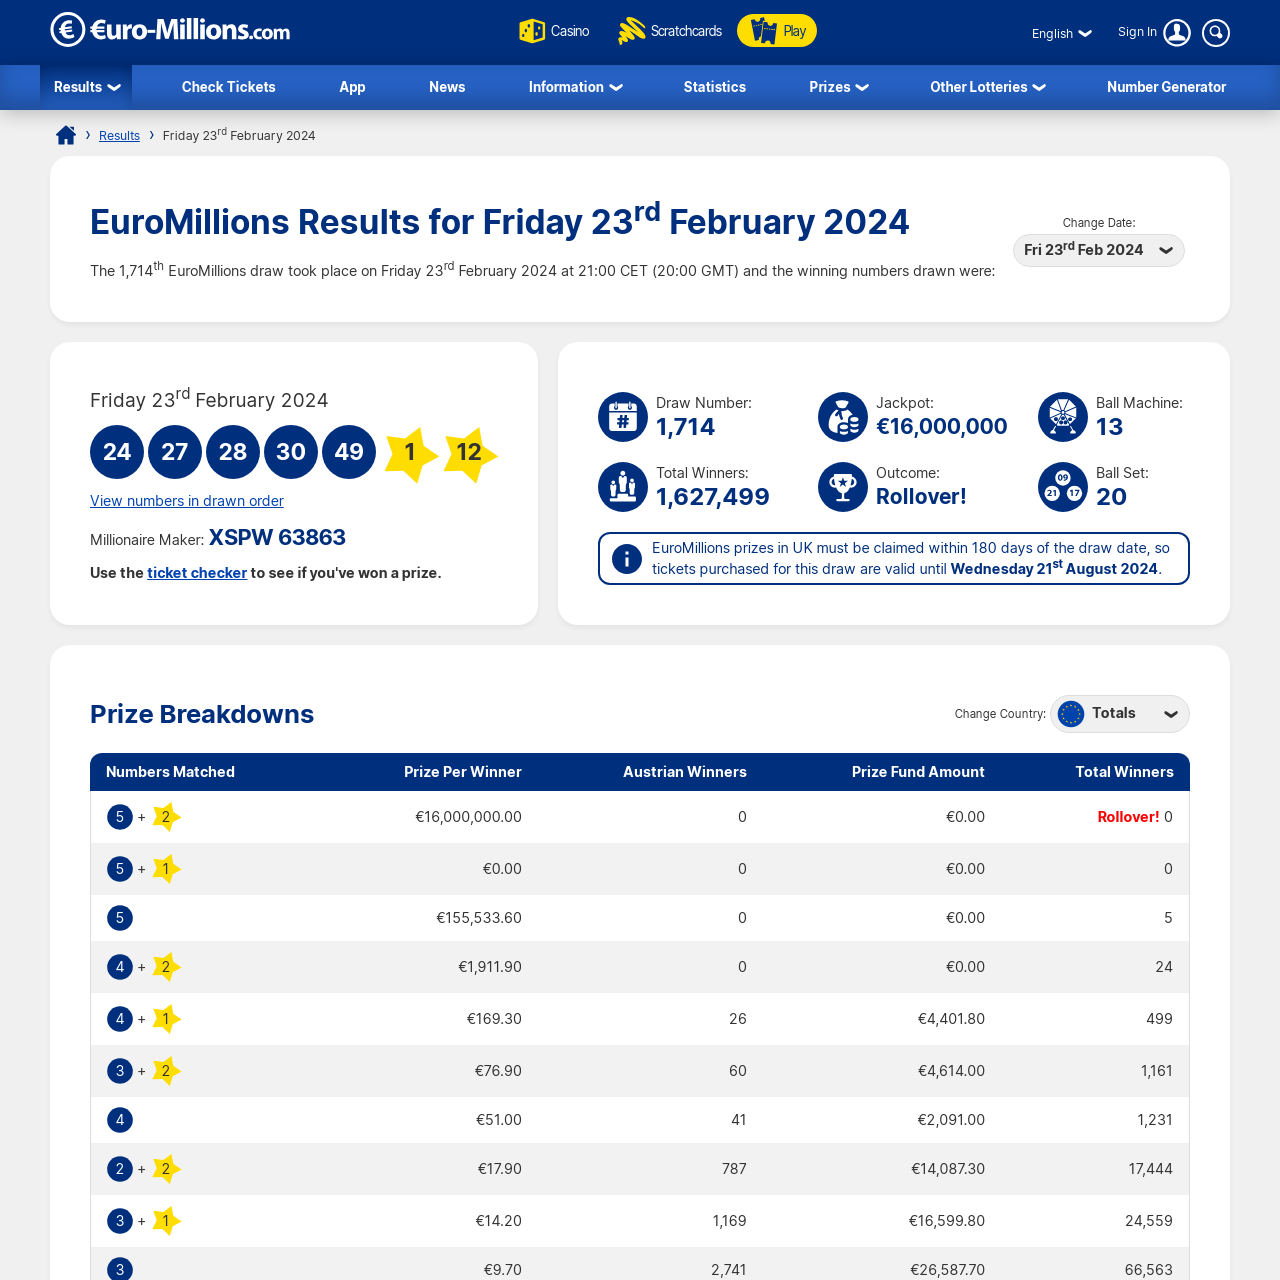 €uro-Millions.com
Casino
Scratchcards
Play
English
Sign In
Results
Check Tickets
App
News
Information
Statistics
Prizes
Other Lotteries
Number Generator
› Results › Friday 23rd February 2024
EuroMillions Results for Friday 23rd February 2024
The 1,714th EuroMillions draw took place on Friday 23rd February 2024 at 21:00 CET (20:00 GMT) and the winning numbers drawn were:
Change Date:
Fri 23rd Feb 2024
Friday 23rd February 2024
24 27 28 30 49 1 12
View numbers in drawn order
Millionaire Maker: XSPW 63863
Use the ticket checker to see if you've won a prize.
Draw Number:
1,714
Jackpot:
€16,000,000
Ball Machine:
13
Total Winners:
1,627,499
Outcome:
Rollover!
09
21 17
Ball Set:
20
EuroMillions prizes in UK must be claimed within 180 days of the draw date, so
tickets purchased for this draw are valid until Wednesday 21st August 2024.
Prize Breakdowns
Change Country:
Totals
Numbers Matched Prize Per Winner Austrian Winners Prize Fund Amount Total Winners
5 + 2 €16,000,000.00 0 €0.00 Rollover! 0
5 + 1 €0.00 0 €0.00 0
5 €155,533.60 0 €0.00 5
4 + 2 €1,911.90 0 €0.00 24
4 + 1 €169.30 26 €4,401.80 499
3 + 2 €76.90 60 €4,614.00 1,161
4 €51.00 41 €2,091.00 1,231
2 + 2 €17.90 787 €14,087.30 17,444
3 + 1 €14.20 1,169 €16,599.80 24,559
3 €9.70 2,741 €26,587.70 66,563